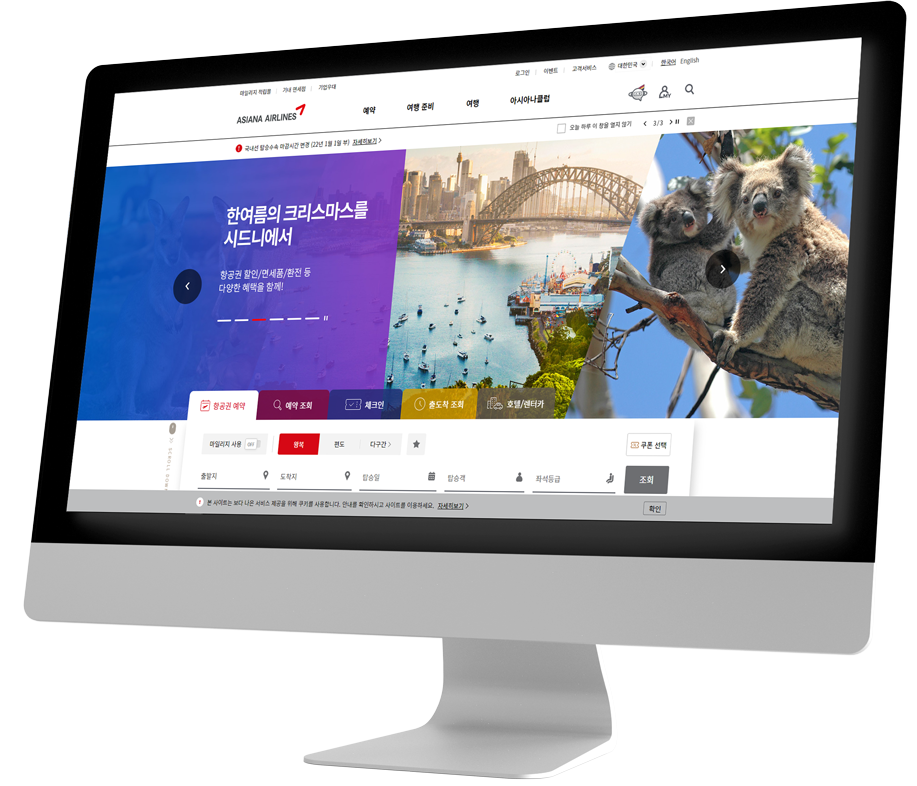 마일리지 적립몰 기내 면세점 기업우대
로그인 이벤트 고객서비스 대한민국 한국어 English
ASIANA AIRLINES
예약 여행 준비 여행 아시아나클럽
MY
국내선 탑승수속 마감시간 변경 (22년 1월 1일 부) 자세히보기 >
오늘 하루 이 창을 열지 않기 < 3/3 >
한여름의 크리스마스를
시드니에서
항공권 할인/면세품/환전 등
다양한 혜택을 함께!
항공권 예약 예약 조회 체크인 출도착 조회 호텔/렌터카
마일리지 사용 OFF 왕복 편도 다구간 > 쿠폰 선택
출발지 도착지 탑승일 탑승객 좌석등급 조회
본 사이트는 보다 나은 서비스 제공을 위해 쿠키를 사용합니다. 안내를 확인하시고 사이트를 이용하세요. 자세히보기 > 확인